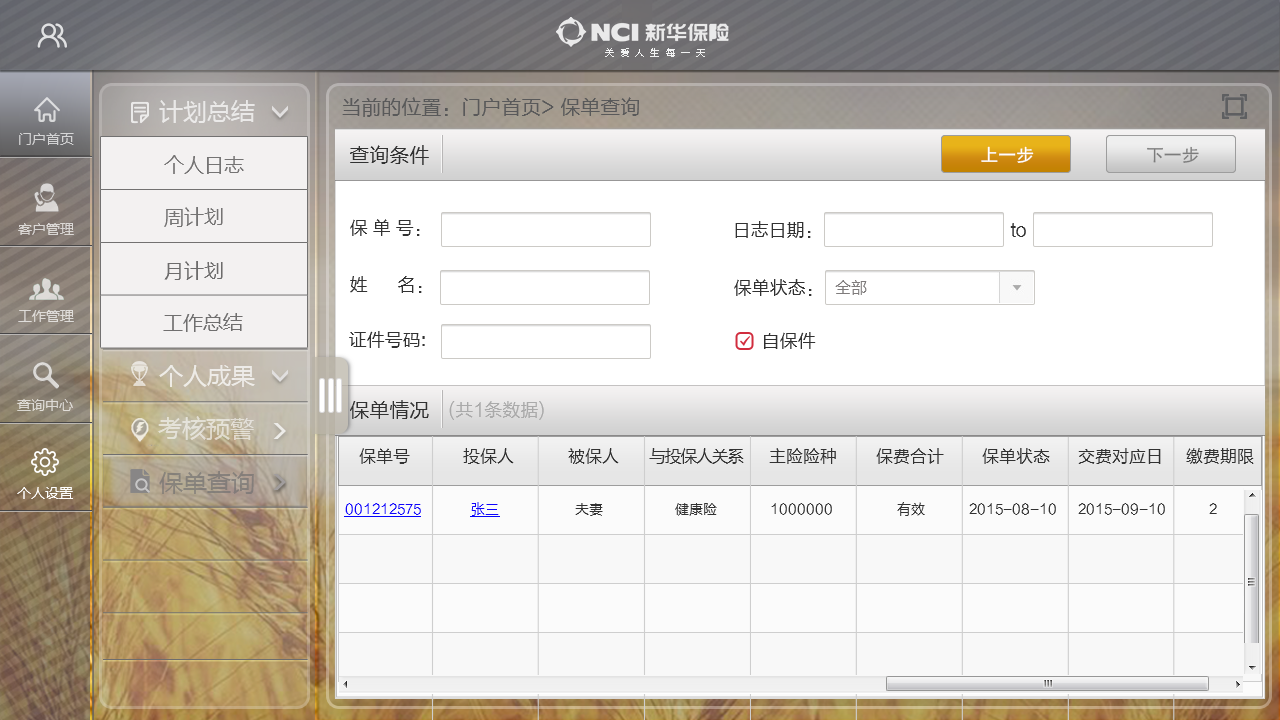 NCI 新华保险
关爱人生每一天
门户首页
客户管理
工作管理
查询中心
个人设置
计划总结
个人日志
周计划
月计划
工作总结
个人成果
考核预警
保单查询
当前的位置：门户首页> 保单查询
查询条件 上一步 下一步
保 单 号： 日志日期： to
姓 名： 保单状态： 全部
证件号码: 自保件
保单情况 (共1条数据)
保单号 投保人 被保人 与投保人关系 主险险种 保费合计 保单状态 交费对应日 缴费期限
001212575 张三 夫妻 健康险 1000000 有效 2015-08-10 2015-09-10 2